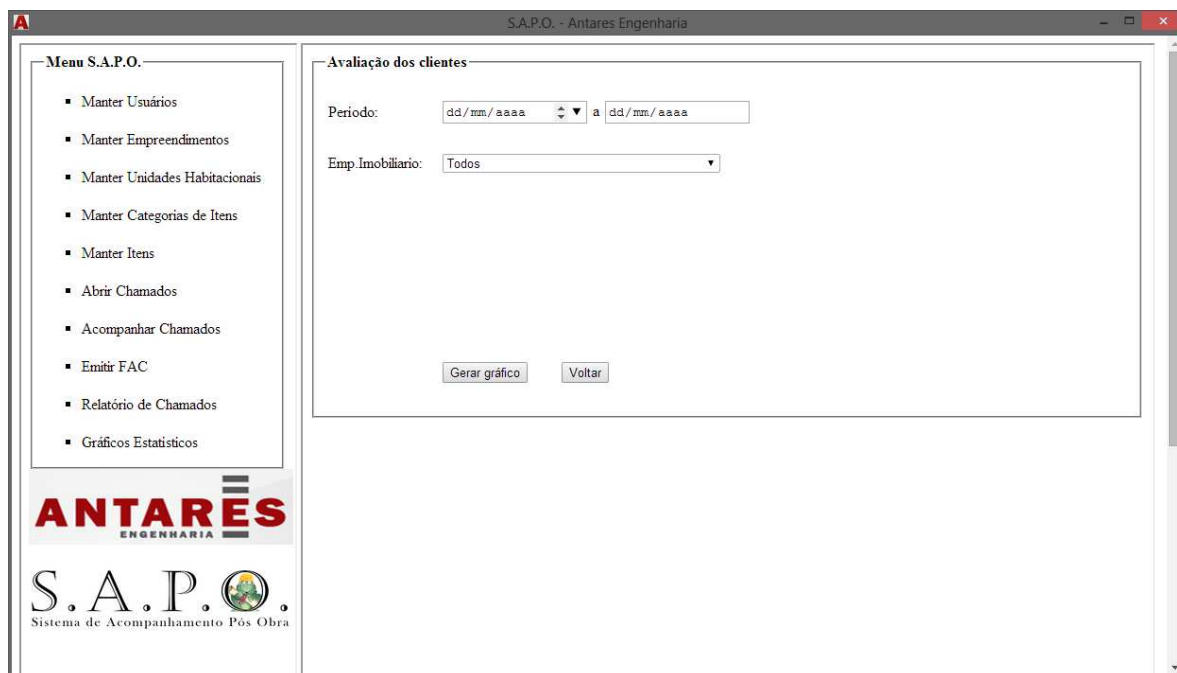 S.A.P.O. - Antares Engenharia
Menu S.A.P.O.
Manter Usuários
Manter Empreendimentos
Manter Unidades Habitacionais
Manter Categorias de Itens
Manter Itens
Abrir Chamados
Acompanhar Chamados
Emitir FAC
Relatório de Chamados
Gráficos Estatisticos
ANTARES
ENGENHARIA
S.A.P.O.
Sistema de Acompanhamento Pós Obra
Avaliação dos clientes
Periodo: dd/mm/aaaa a dd/mm/aaaa
Emp.Imobiliario: Todos
Gerar gráfico Voltar